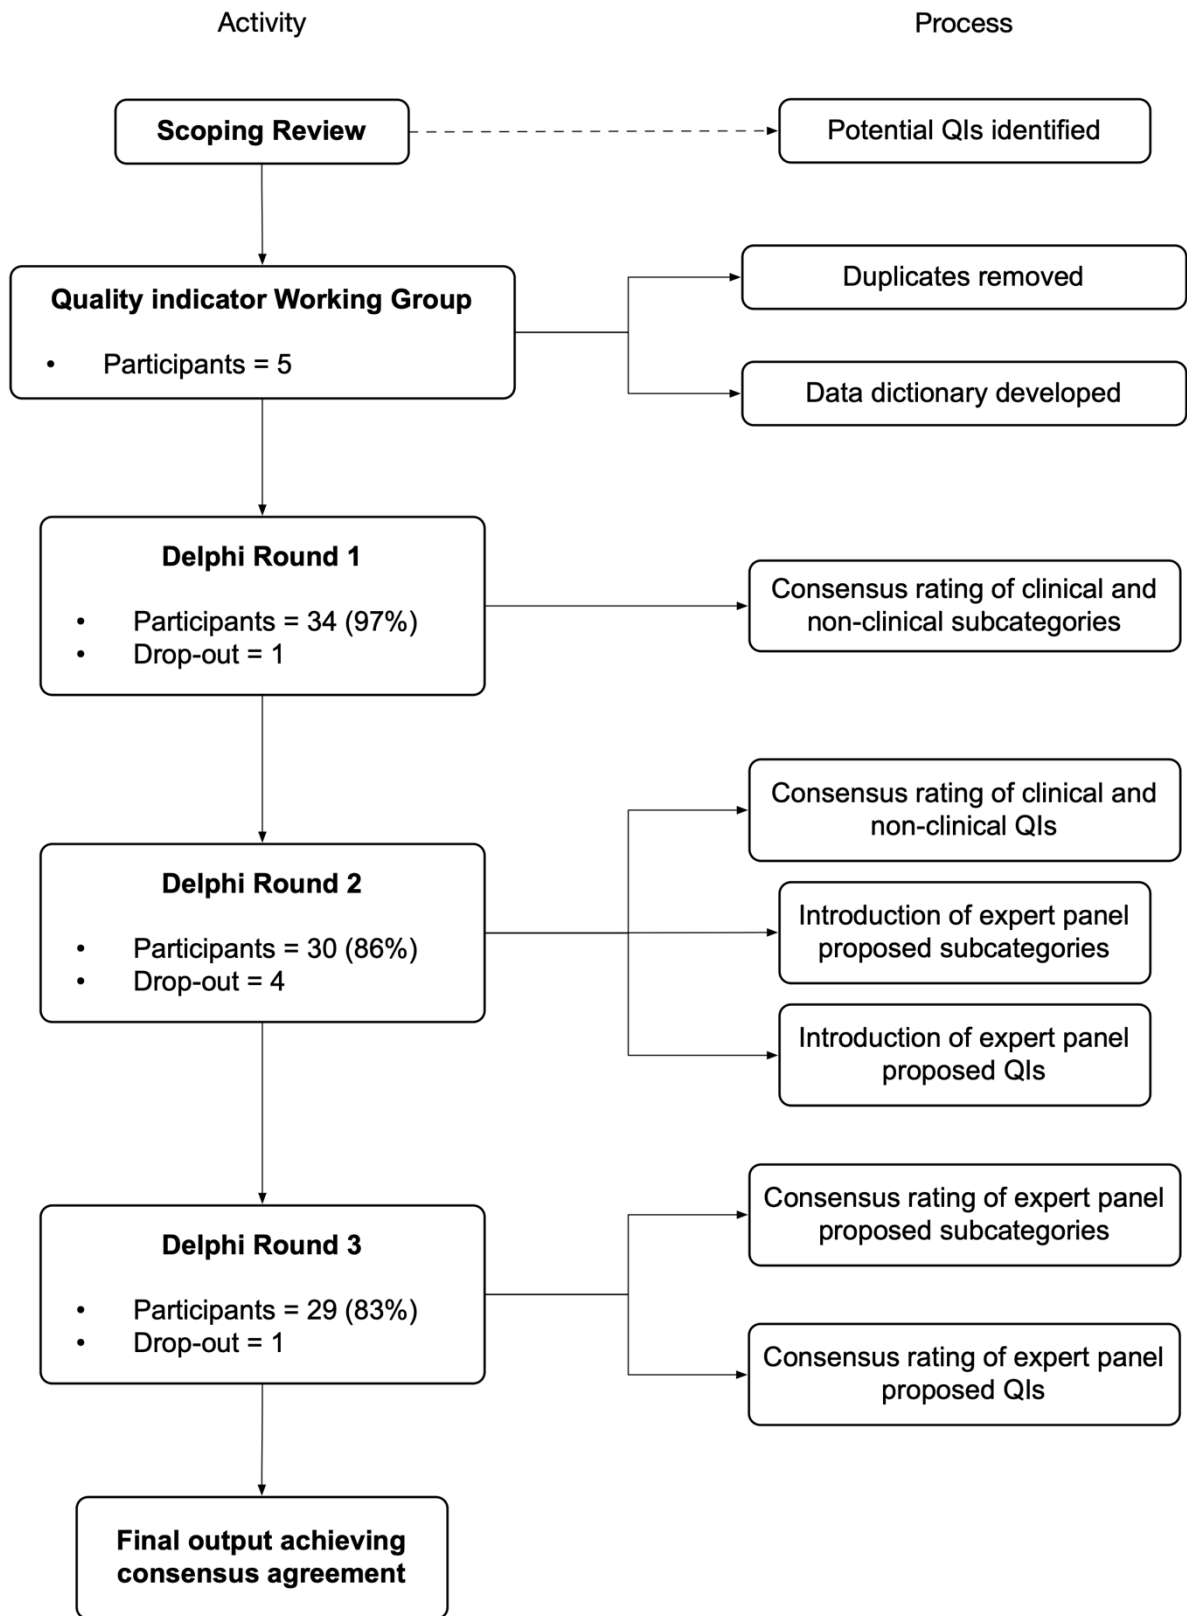 Activity
Process
Scoping Review
Potential QIs identified
Quality indicator Working Group
• Participants = 5
Duplicates removed
Data dictionary developed
Delphi Round 1
• Participants = 34 (97%)
• Drop-out = 1
Consensus rating of clinical and
non-clinical subcategories
Delphi Round 2
• Participants = 30 (86%)
• Drop-out = 4
Consensus rating of clinical and
non-clinical QIs
Introduction of expert panel
proposed subcategories
Introduction of expert panel
proposed QIs
Delphi Round 3
• Participants = 29 (83%)
• Drop-out = 1
Consensus rating of expert panel
proposed subcategories
Consensus rating of expert panel
proposed QIs
Final output achieving
consensus agreement